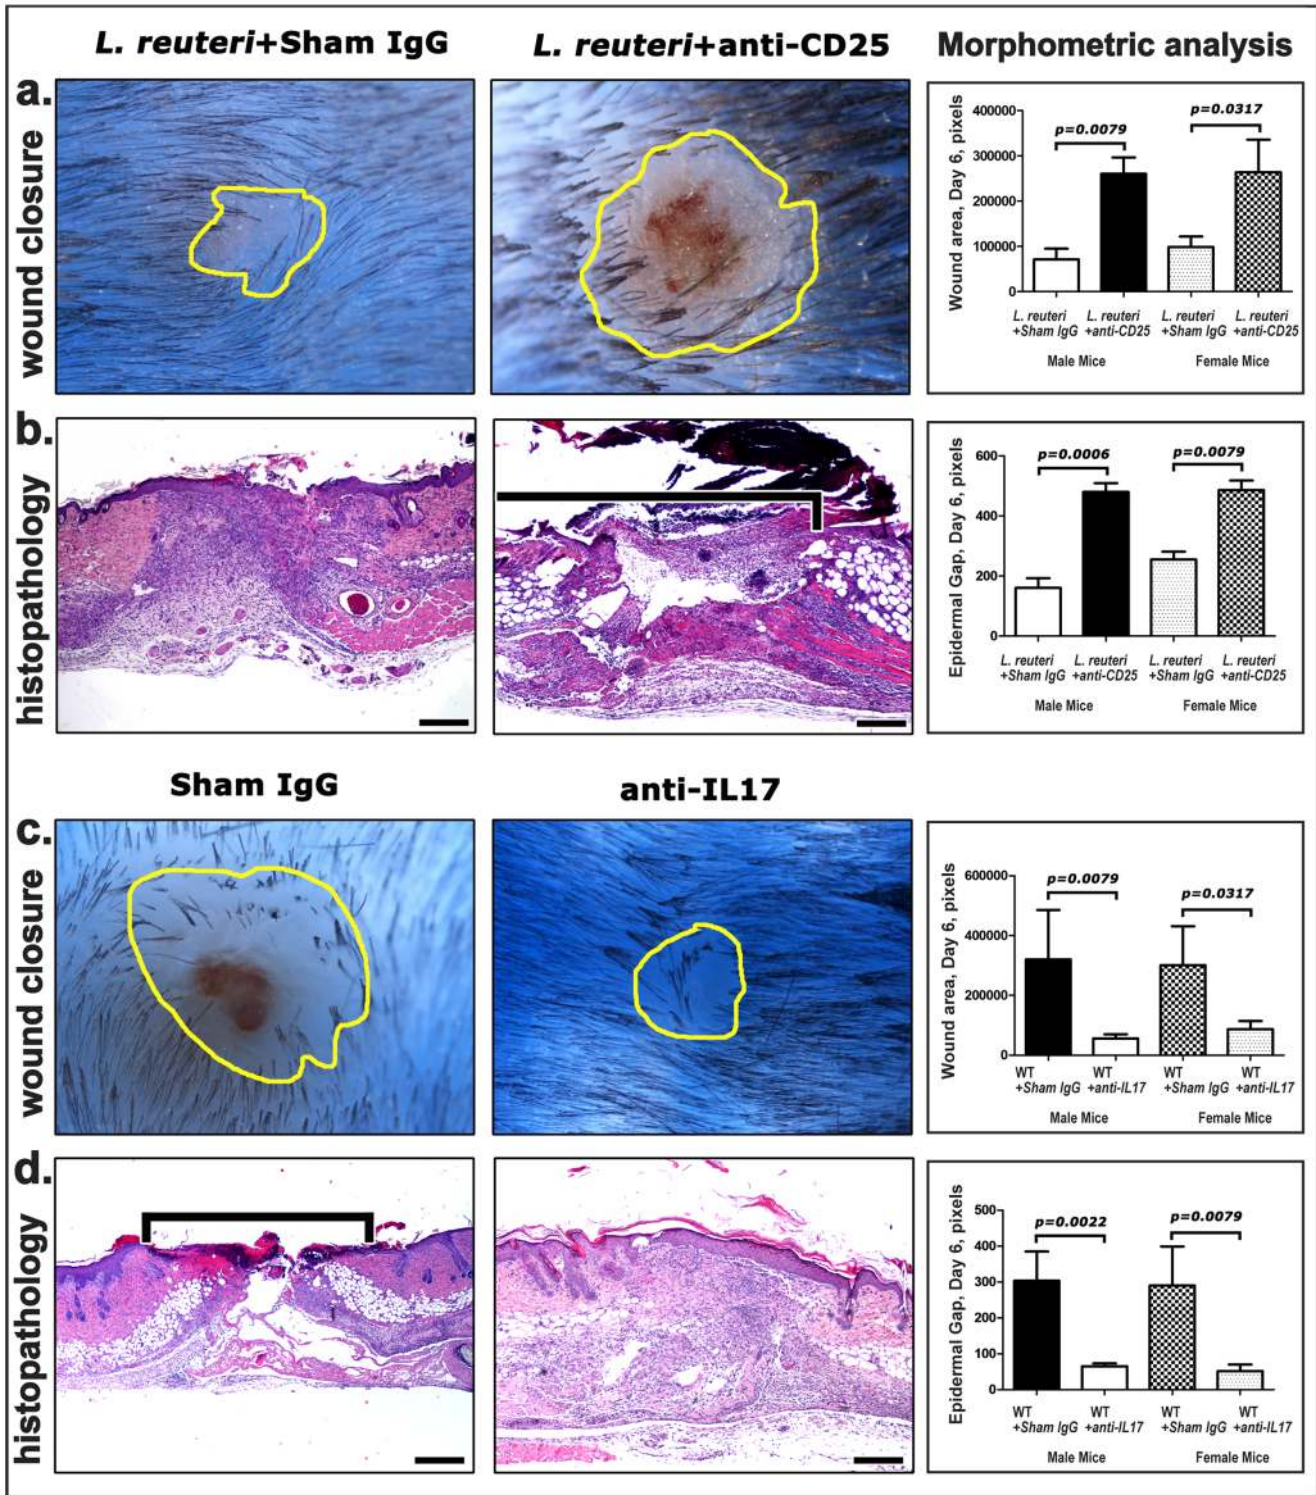 L. reuteri+Sham IgG
L. reuteri+anti-CD25
Morphometric analysis
a.
wound closure
Wound area, Day 6, pixels
400000
300000
200000
100000
0
p=0.0079
p=0.0317
L. reuteri
+Sham IgG
L. reuteri
+anti-CD25
L. reuteri
+Sham IgG
L. reuteri
+anti-CD25
Male Mice
Female Mice
b.
histopathology
Epidermal Gap, Day 6, pixels
600
400
200
0
p=0.0006
p=0.0079
L. reuteri
+Sham IgG
L. reuteri
+anti-CD25
L. reuteri
+Sham IgG
L. reuteri
+anti-CD25
Male Mice
Female Mice
Sham IgG
anti-IL17
c.
wound closure
Wound area, Day 6, pixels
600000
400000
200000
0
p=0.0079
p=0.0317
WT
+Sham IgG
WT
+anti-IL17
WT
+Sham IgG
WT
+anti-IL17
Male Mice
Female Mice
d.
histopathology
Epidermal Gap, Day 6, pixels
500
400
300
200
100
0
p=0.0022
p=0.0079
WT
+Sham IgG
WT
+anti-IL17
WT
+Sham IgG
WT
+anti-IL17
Male Mice
Female Mice